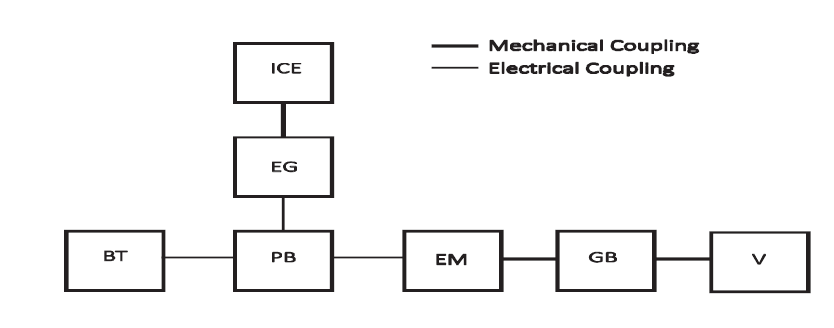 Mechanical Coupling
ICE
Electrical Coupling
EG
BT
PB
EM
GB
V